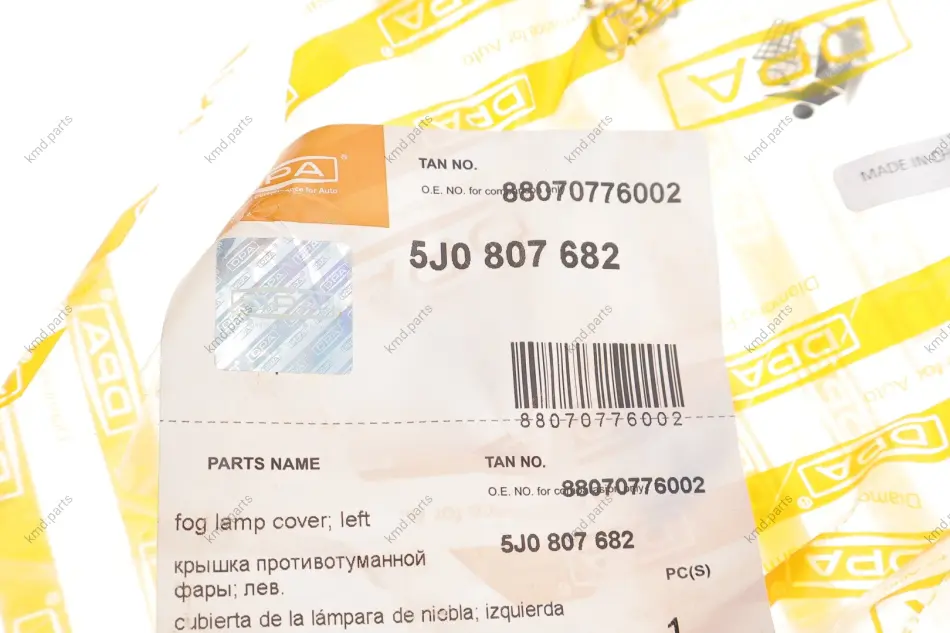 DPA
MADE IN
TAN NO.
O.E. NO. for comparison only
88070776002
5J0 807 682
88070776002
PARTS NAME
TAN NO.
O.E. NO. for comparison only
88070776002
fog lamp cover; left
5J0 807 682
крышка противотуманной
фары; лев.
PC(S)
cubierta de la lámpara de niebla; izquierda
1
kmd.parts